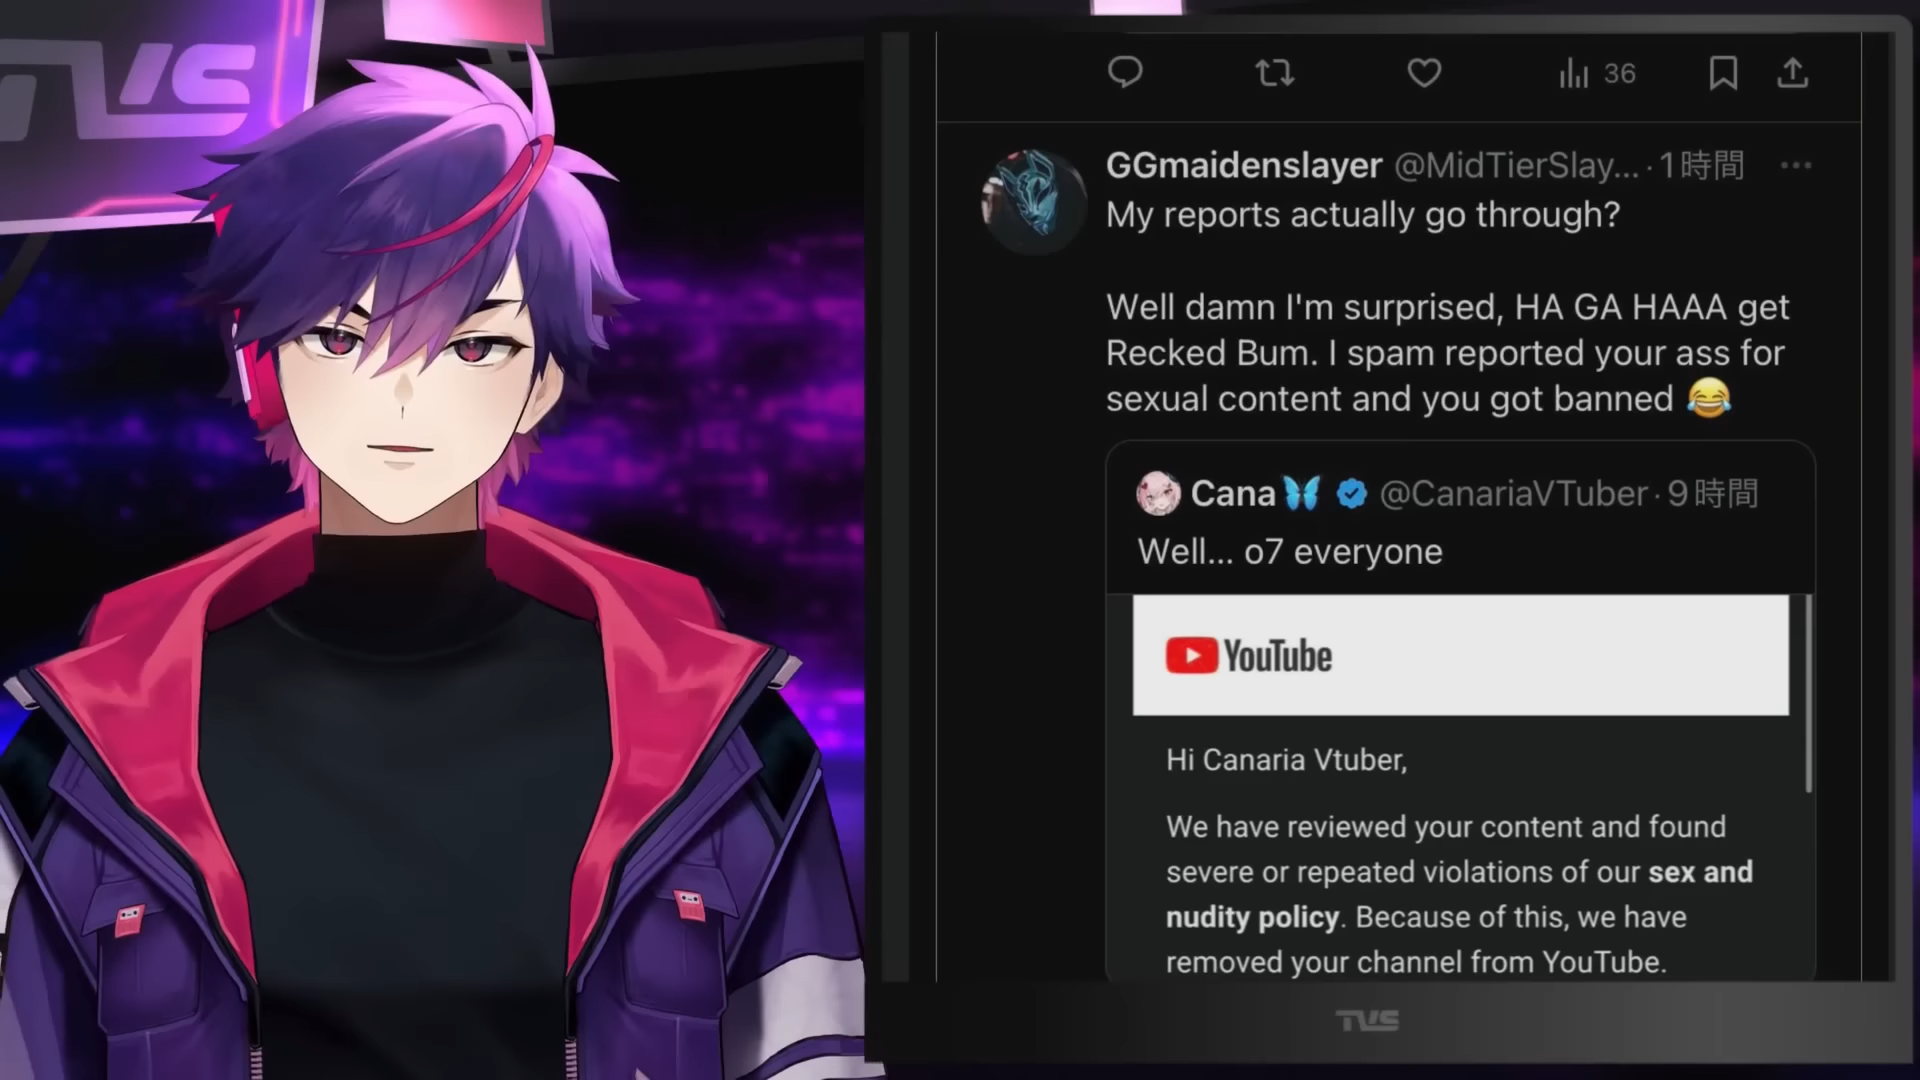 TVS
36
GGmaidenslayer @MidTierSlay... · 1時間
My reports actually go through?
Well damn I'm surprised, HA GA HAAA get
Recked Bum. I spam reported your ass for
sexual content and you got banned 😂
Cana🦋 @CanariaVTuber · 9時間
Well... o7 everyone
YouTube
Hi Canaria Vtuber,
We have reviewed your content and found
severe or repeated violations of our sex and
nudity policy. Because of this, we have
removed your channel from YouTube.
TVS